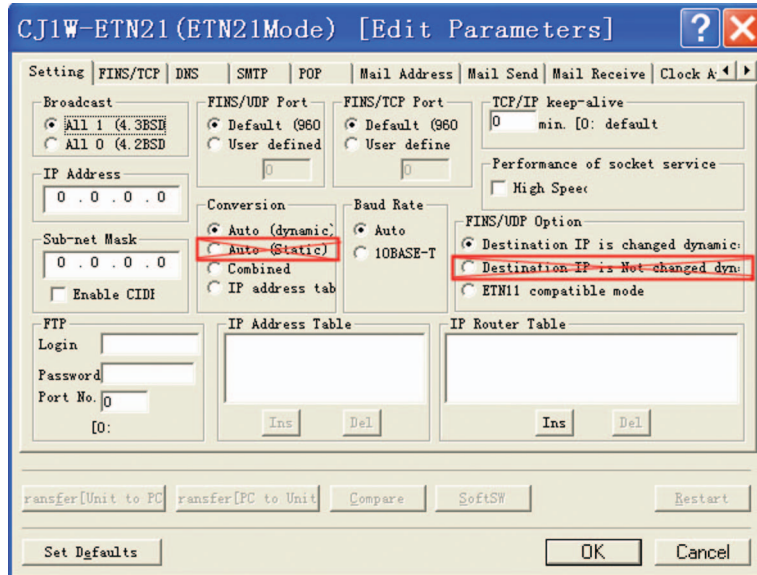 CJ1W-ETN21(ETN21Mode) [Edit Parameters]
Setting FINS/TCP DNS SMTP POP Mail Address Mail Send Mail Receive Clock A
Broadcast
All 1 (4.3BSD
All 0 (4.2BSD
IP Address
0 . 0 . 0 . 0
Sub-net Mask
0 . 0 . 0 . 0
Enable CIDI
FINS/UDP Port
Default (960
User defined
0
FINS/TCP Port
Default (960
User define
0
TCP/IP keep-alive
0 min. [0: default
Performance of socket service
High Speec
Conversion
Auto (dynamic)
Auto (Static)
Combined
IP address tab
Baud Rate
Auto
10BASE-T
FINS/UDP Option
Destination IP is changed dynamic
Destination IP is Not changed dyn
ETN11 compatible mode
FTP
Login
Password
Port No. 0
[0:
IP Address Table
Ins Del
IP Router Table
Ins Del
ransfer[Unit to PC ransfer[PC to Unit Compare SoftSW Restart
Set Defaults OK Cancel